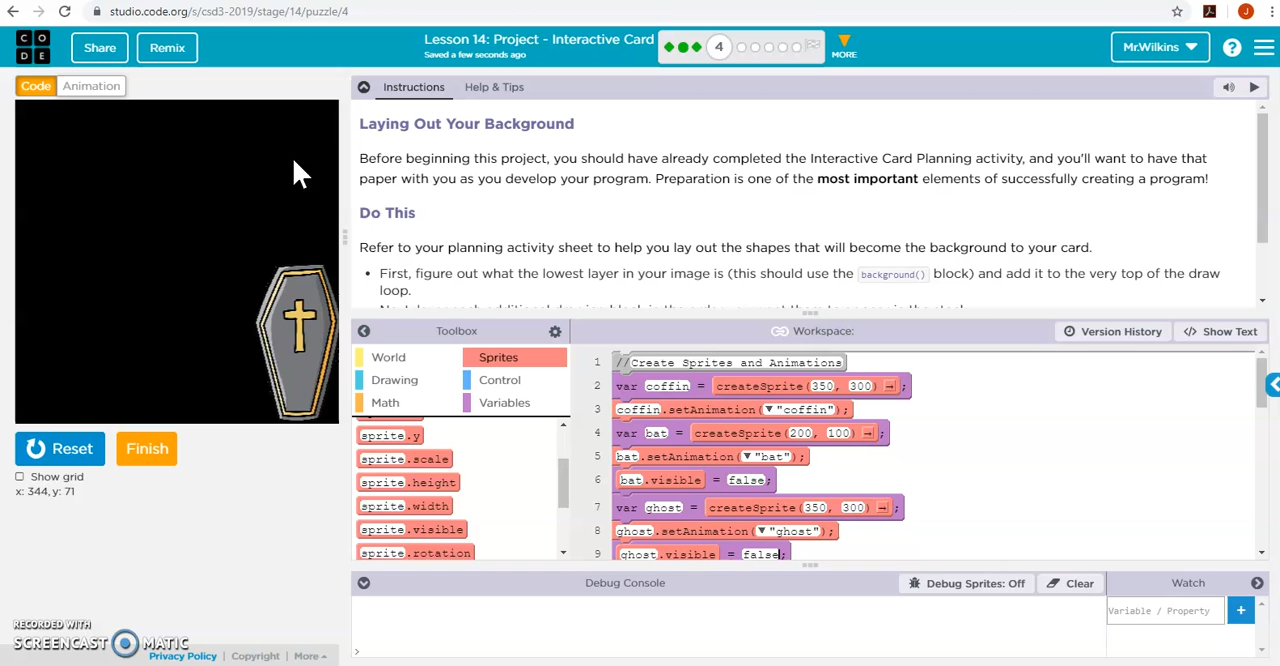 studio.code.org/s/csd3-2019/stage/14/puzzle/4
J
CO
DE
Share
Remix
Lesson 14: Project - Interactive Card
Saved a few seconds ago
4
MORE
Mr.Wilkins
?
Code
Animation
Instructions
Help & Tips
Laying Out Your Background
Before beginning this project, you should have already completed the Interactive Card Planning activity, and you'll want to have that
paper with you as you develop your program. Preparation is one of the most important elements of successfully creating a program!
Do This
Refer to your planning activity sheet to help you lay out the shapes that will become the background to your card.
• First, figure out what the lowest layer in your image is (this should use the background() block) and add it to the very top of the draw
loop.
Reset
Finish
Show grid
x: 344, y: 71
Toolbox
World
Sprites
Drawing
Control
Math
Variables
sprite.y
sprite.scale
sprite.height
sprite.width
sprite.visible
sprite.rotation
Workspace:
Version History
</> Show Text
1 //Create Sprites and Animations
2 var coffin = createSprite(350, 300);
3 coffin.setAnimation("coffin");
4 var bat = createSprite(200, 100);
5 bat.setAnimation("bat");
6 bat.visible = false;
7 var ghost = createSprite(350, 300);
8 ghost.setAnimation("ghost");
9 ghost.visible = false;
Debug Console
Debug Sprites: Off
Clear
Watch
Variable / Property
+
>
RECORDED WITH
SCREENCAST MATIC
Privacy Policy | Copyright | More